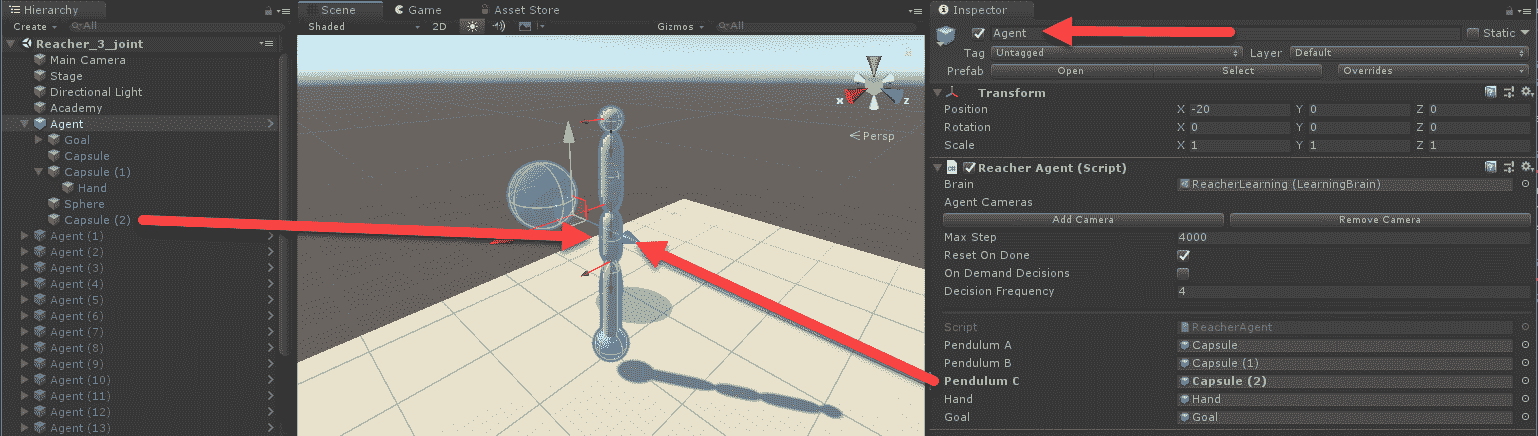 Hierarchy
Create
All
Reacher_3_joint
Main Camera
Stage
Directional Light
Academy
Agent
Goal
Capsule
Capsule (1)
Hand
Sphere
Capsule (2)
Agent (1)
Agent (2)
Agent (3)
Agent (4)
Agent (5)
Agent (6)
Agent (7)
Agent (8)
Agent (9)
Agent (10)
Agent (11)
Agent (12)
Agent (13)
Scene Game Asset Store
Shaded 2D Gizmos All
x z
Persp
Inspector
Agent Static
Tag Untagged Layer Default
Prefab Open Select Overrides
Transform
Position X -20 Y 0 Z 0
Rotation X 0 Y 0 Z 0
Scale X 1 Y 1 Z 1
Reacher Agent (Script)
Brain ReacherLearning (LearningBrain)
Agent Cameras
Add Camera Remove Camera
Max Step 4000
Reset On Done
On Demand Decisions
Decision Frequency 4
Script ReacherAgent
Pendulum A Capsule
Pendulum B Capsule (1)
Pendulum C Capsule (2)
Hand Hand
Goal Goal